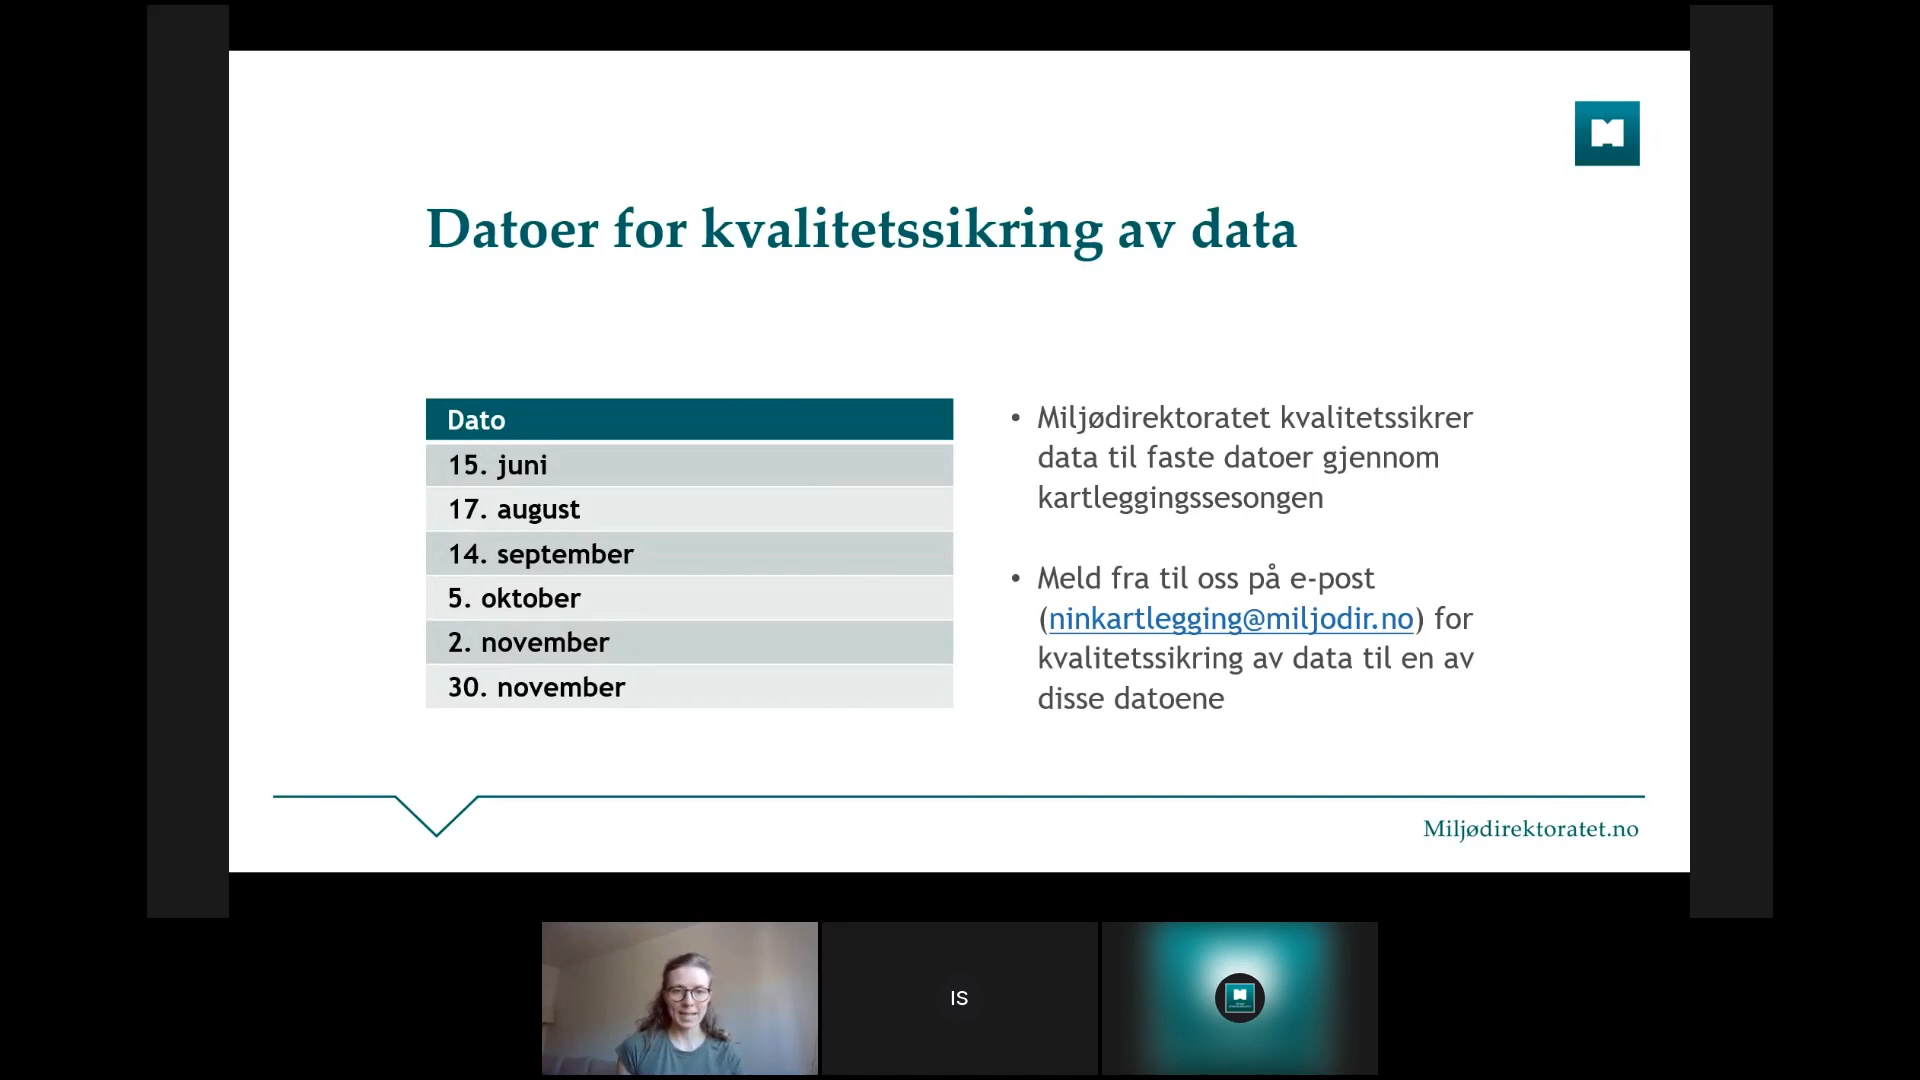 Datoer for kvalitetssikring av data
Dato
15. juni
17. august
14. september
5. oktober
2. november
30. november
• Miljødirektoratet kvalitetssikrer
data til faste datoer gjennom
kartleggingssesongen
• Meld fra til oss på e-post
(ninkartlegging@miljodir.no) for
kvalitetssikring av data til en av
disse datoene
Miljødirektoratet.no
IS